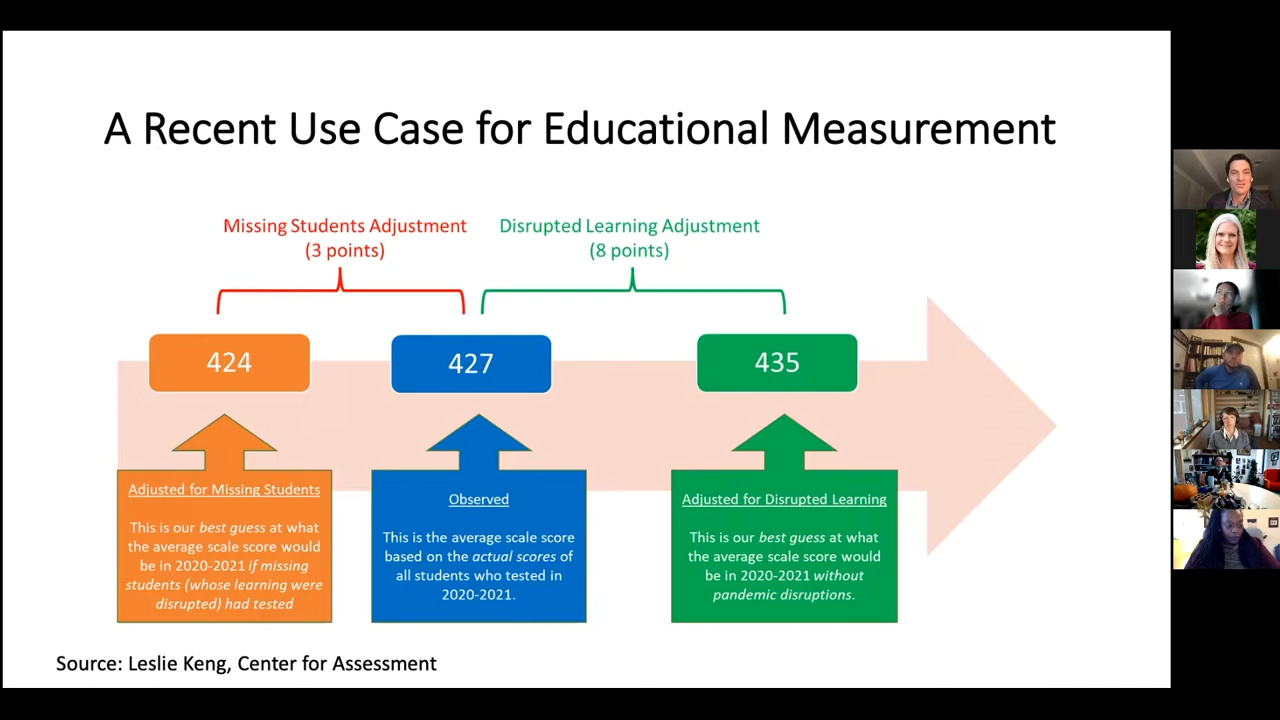 A Recent Use Case for Educational Measurement
Missing Students Adjustment
(3 points)
Disrupted Learning Adjustment
(8 points)
424
427
435
Adjusted for Missing Students
This is our best guess at what
the average scale score would
be in 2020-2021 if missing
students (whose learning were
disrupted) had tested
Observed
This is the average scale score
based on the actual scores of
all students who tested in
2020-2021.
Adjusted for Disrupted Learning
This is our best guess at what
the average scale score would
be in 2020-2021 without
pandemic disruptions.
Source: Leslie Keng, Center for Assessment